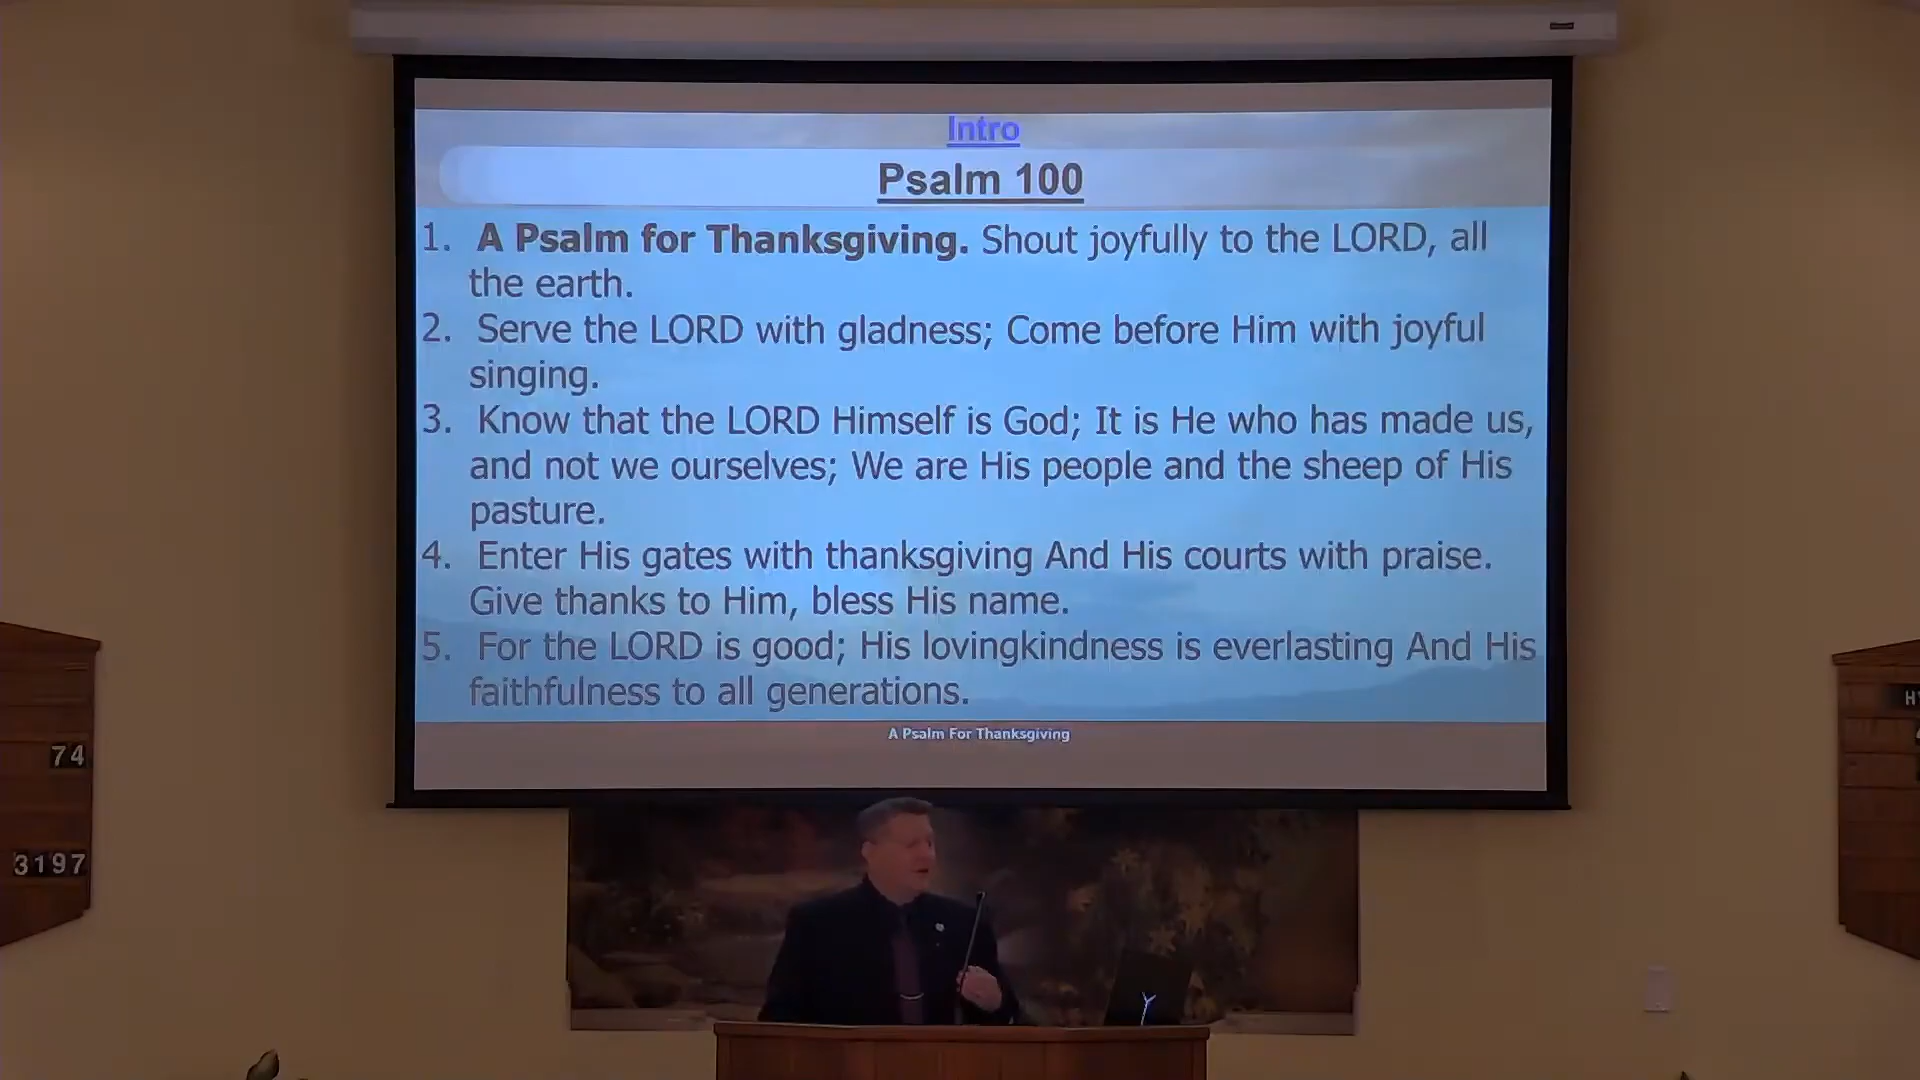 Intro
Psalm 100
1. A Psalm for Thanksgiving. Shout joyfully to the LORD, all
the earth.
2. Serve the LORD with gladness; Come before Him with joyful
singing.
3. Know that the LORD Himself is God; It is He who has made us,
and not we ourselves; We are His people and the sheep of His
pasture.
4. Enter His gates with thanksgiving And His courts with praise.
Give thanks to Him, bless His name.
5. For the LORD is good; His lovingkindness is everlasting And His
faithfulness to all generations.
A Psalm For Thanksgiving
74
3197